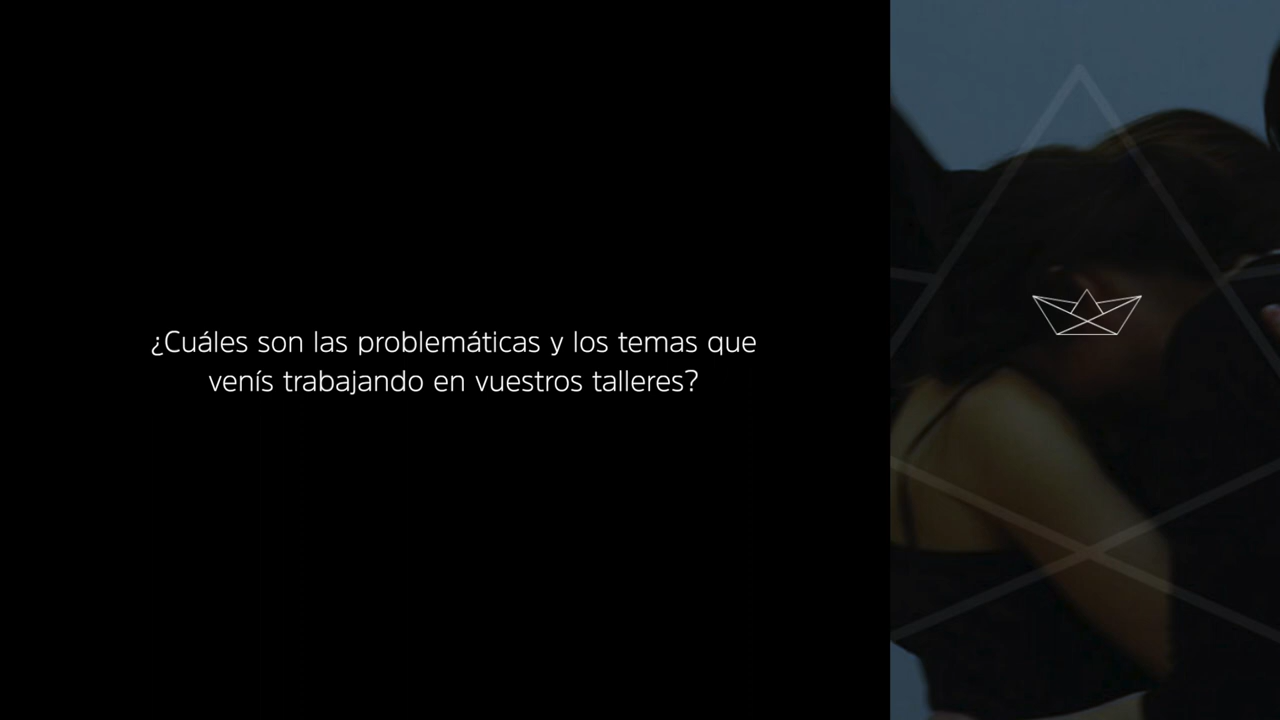 ¿Cuáles son las problemáticas y los temas que
venís trabajando en vuestros talleres?